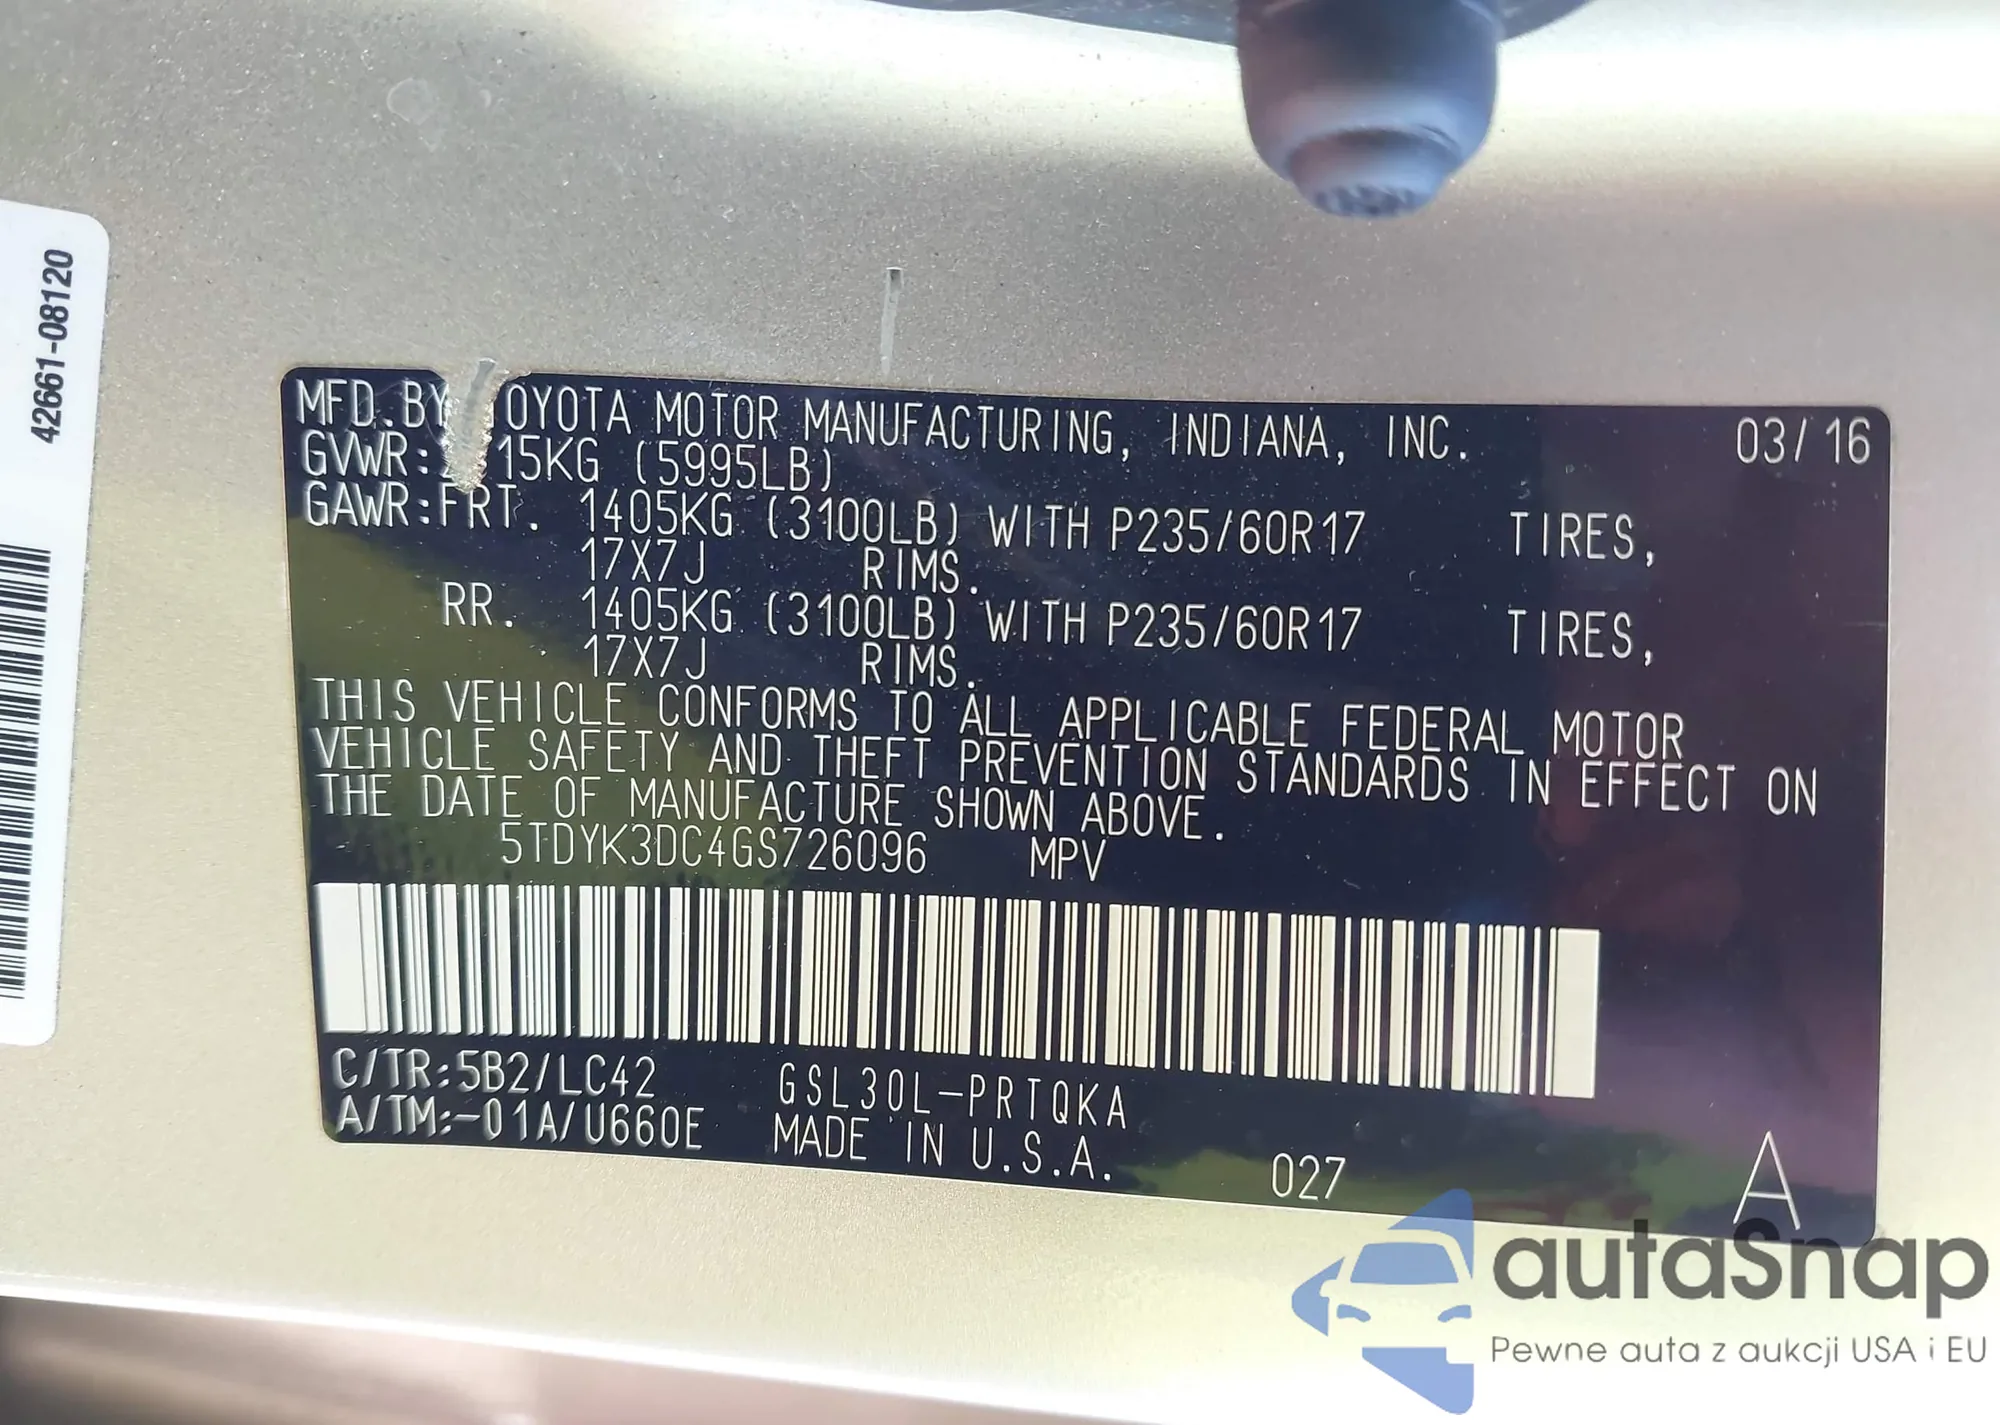 42661-08120
MFD.BY OYOTA MOTOR MANUFACTURING, INDIANA, INC. 03/16
GVWR: 15KG (5995LB)
GAWR:FRT. 1405KG (3100LB) WITH P235/60R17 TIRES,
17X7J RIMS.
RR. 1405KG (3100LB) WITH P235/60R17 TIRES,
17X7J RIMS.
THIS VEHICLE CONFORMS TO ALL APPLICABLE FEDERAL MOTOR
VEHICLE SAFETY AND THEFT PREVENTION STANDARDS IN EFFECT ON
THE DATE OF MANUFACTURE SHOWN ABOVE.
5TDYK3DC4GS726096 MPV
C/TR:5B2/LC42 GSL30L-PRTQKA
A/TM:-01A/U660E MADE IN U.S.A. 027 A
autaSnap
Pewne auta z aukcji USA i EU